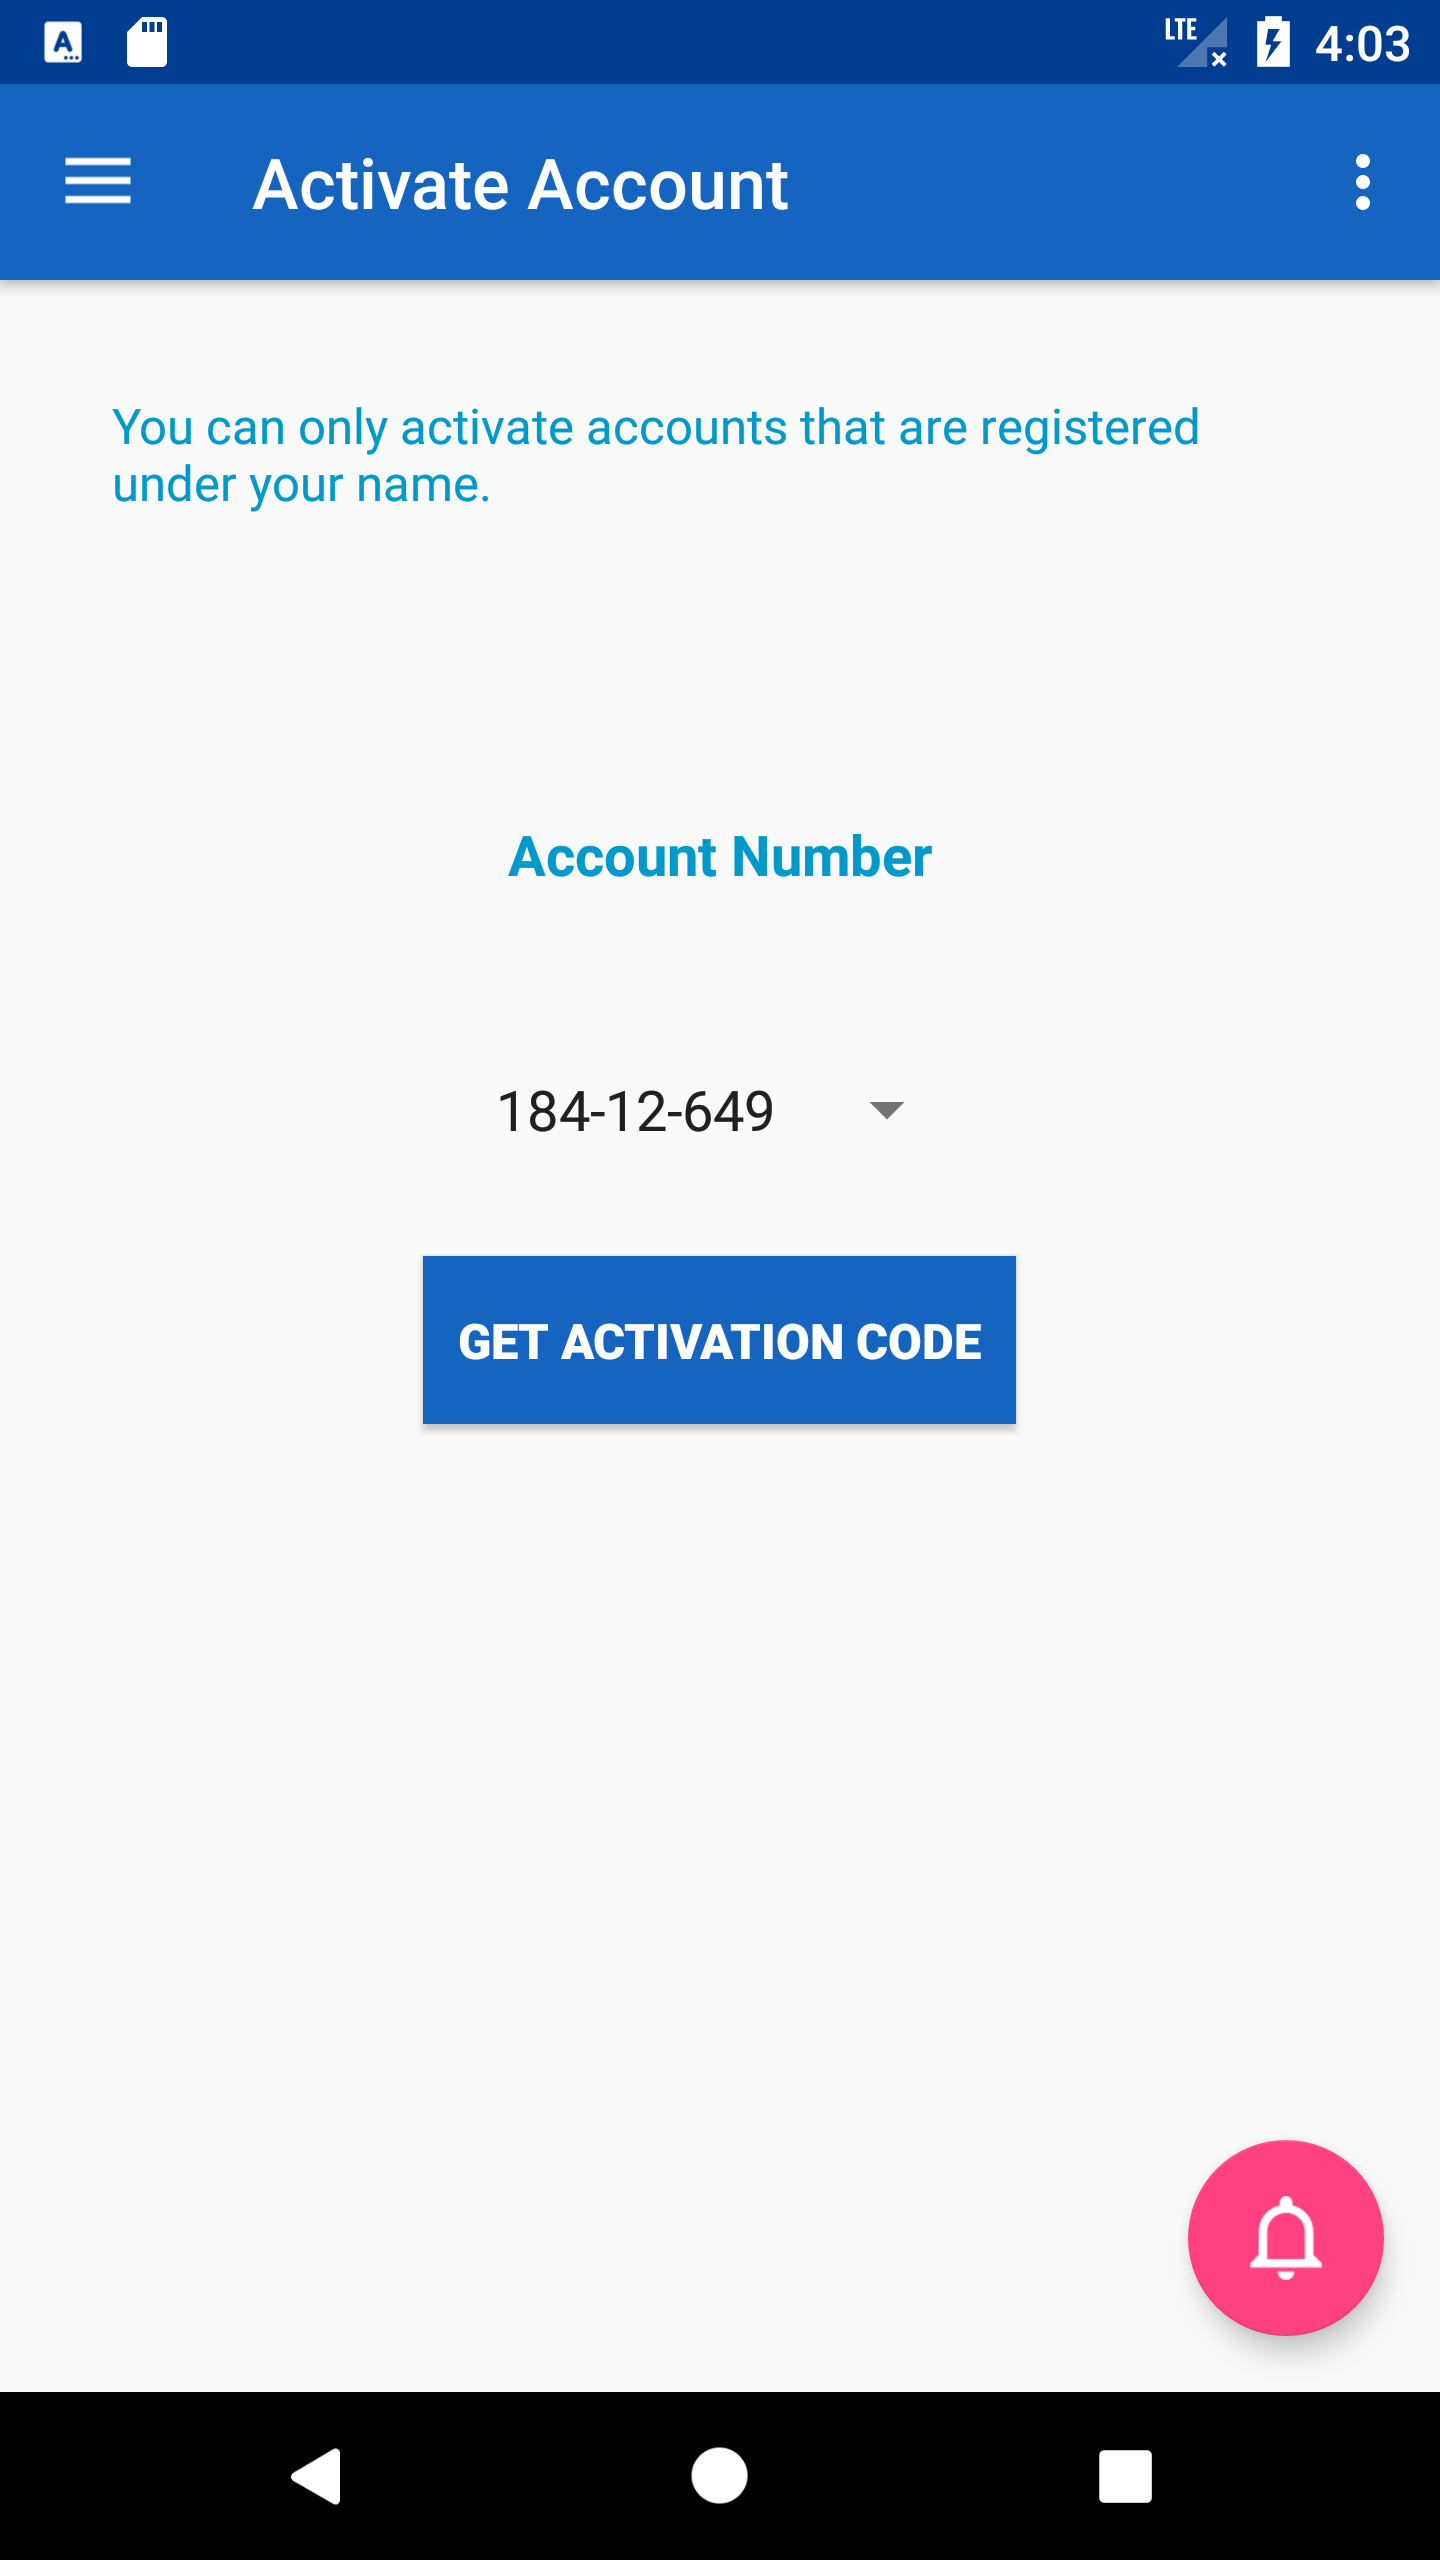 LTE 4:03
Activate Account
You can only activate accounts that are registered
under your name.
Account Number
184-12-649
GET ACTIVATION CODE